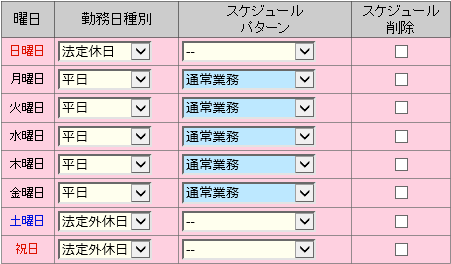 曜日 勤務日種別 スケジュール パターン スケジュール 削除
日曜日 法定休日 --
月曜日 平日 通常業務
火曜日 平日 通常業務
水曜日 平日 通常業務
木曜日 平日 通常業務
金曜日 平日 通常業務
土曜日 法定外休日 --
祝日 法定外休日 --